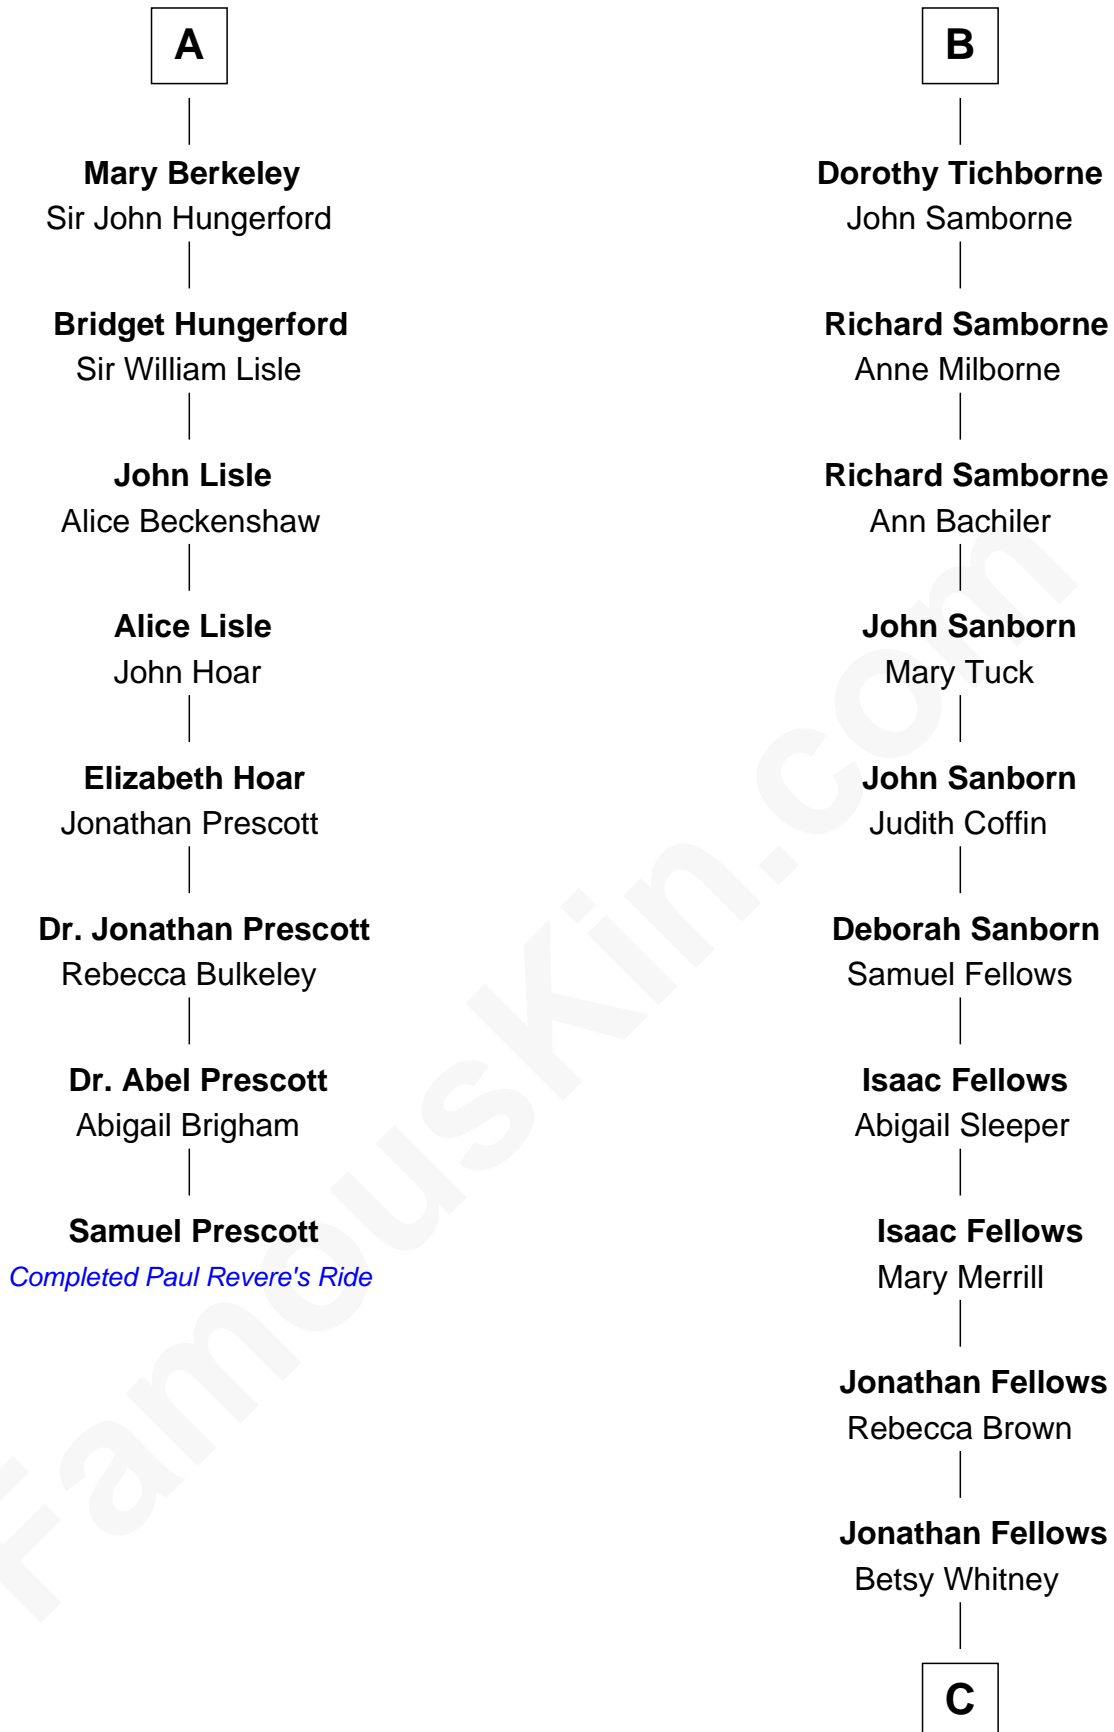 A
Mary Berkeley
Sir John Hungerford
Bridget Hungerford
Sir William Lisle
John Lisle
Alice Beckenshaw
Alice Lisle
John Hoar
Elizabeth Hoar
Jonathan Prescott
Dr. Jonathan Prescott
Rebecca Bulkeley
Dr. Abel Prescott
Abigail Brigham
Samuel Prescott
Completed Paul Revere's Ride
B
Dorothy Tichborne
John Samborne
Richard Samborne
Anne Milborne
Richard Samborne
Ann Bachiler
John Sanborn
Mary Tuck
John Sanborn
Judith Coffin
Deborah Sanborn
Samuel Fellows
Isaac Fellows
Abigail Sleeper
Isaac Fellows
Mary Merrill
Jonathan Fellows
Rebecca Brown
Jonathan Fellows
Betsy Whitney
C
FamousKin.com